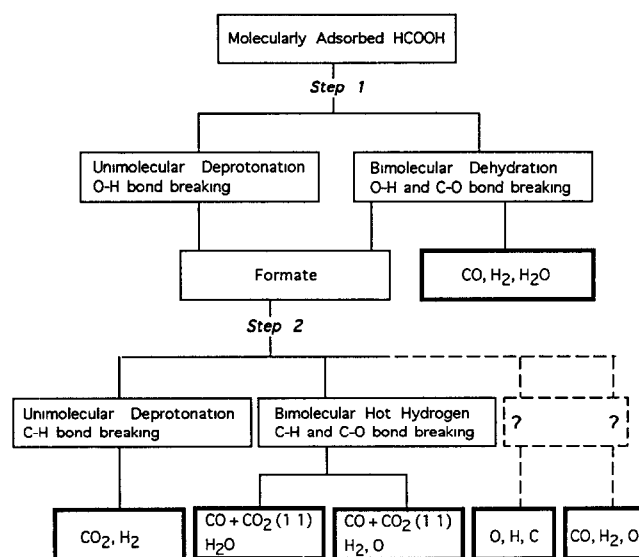 Molecularly Adsorbed HCOOH
Step 1
Unimolecular Deprotonation
O-H bond breaking
Bimolecular Dehydration
O-H and C-O bond breaking
Formate
CO, H₂, H₂O
Step 2
Unimolecular Deprotonation
C-H bond breaking
Bimolecular Hot Hydrogen
C-H and C-O bond breaking
? ?
CO₂, H₂
CO + CO₂ (1 1)
H₂O
CO + CO₂ (1 1)
H₂, O
O, H, C
CO, H₂, O